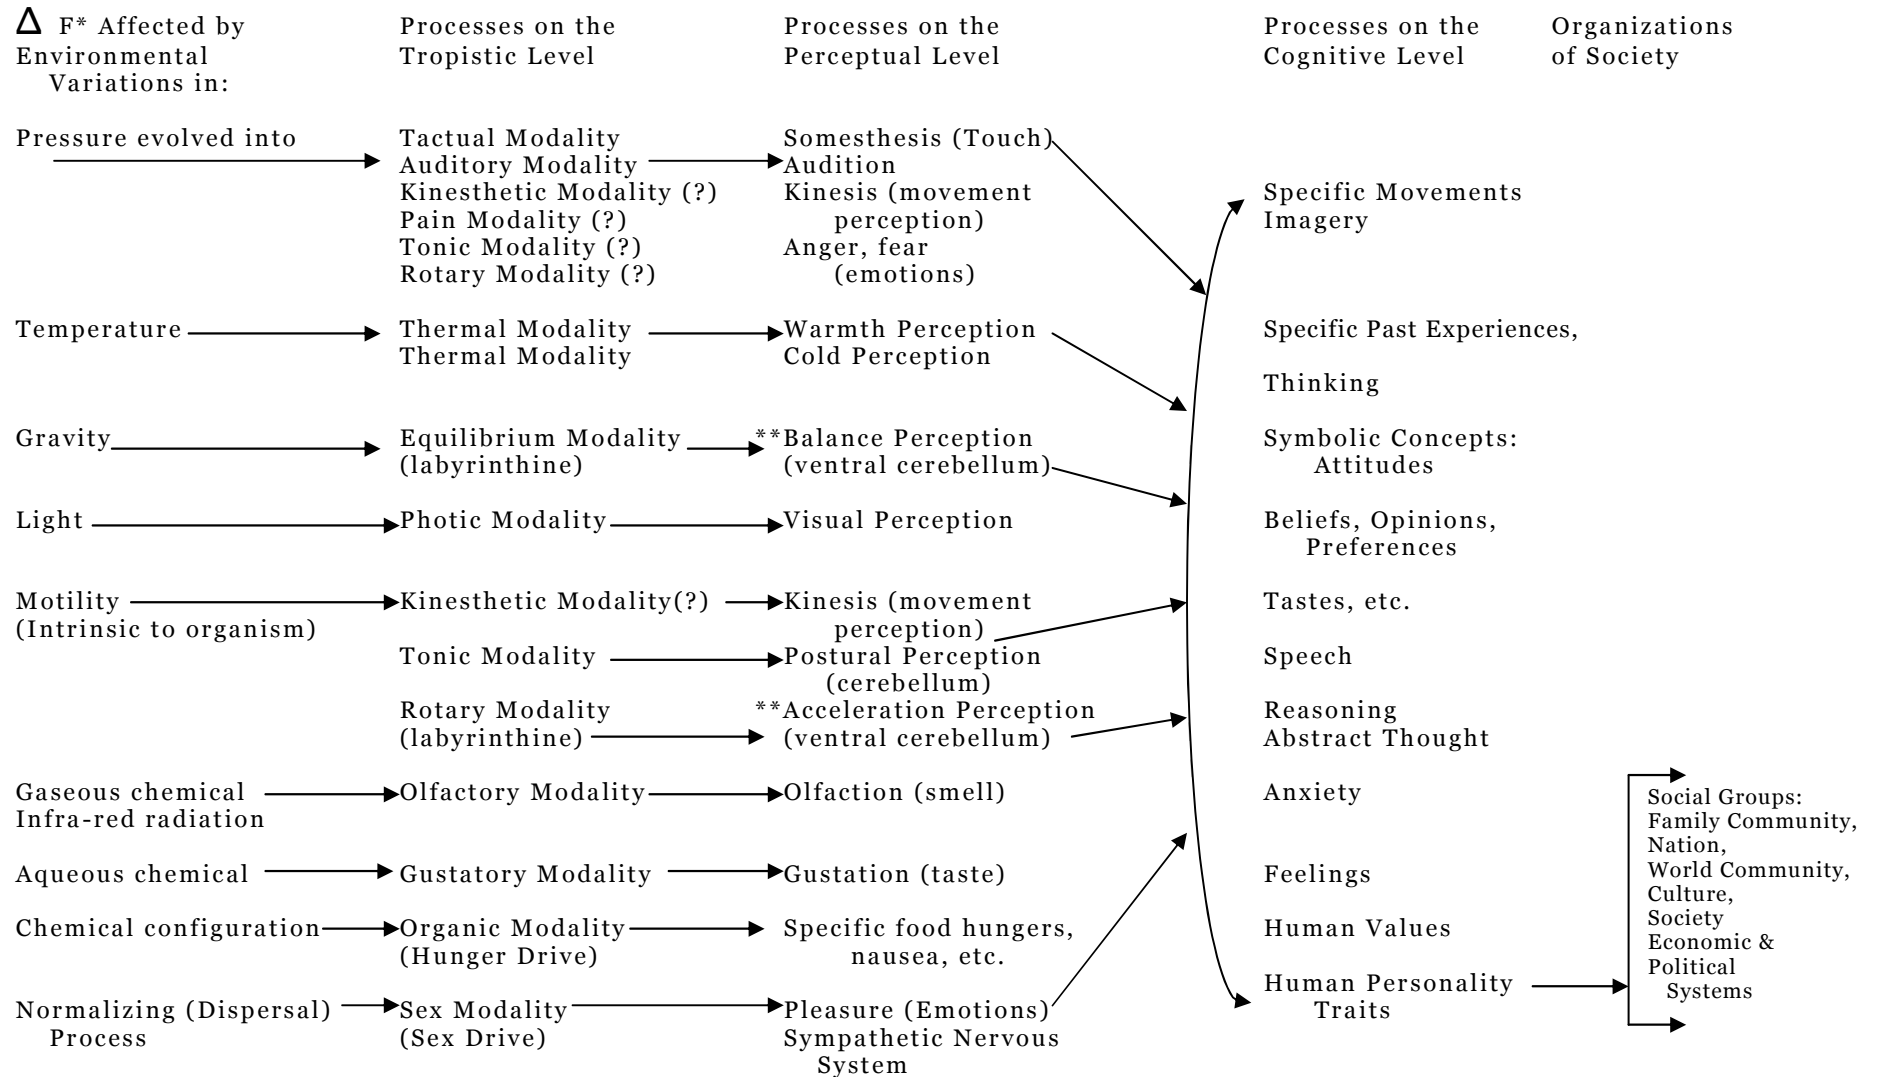 Δ F* Affected by
Environmental
Variations in:
Processes on the
Tropistic Level
Processes on the
Perceptual Level
Processes on the
Cognitive Level
Organizations
of Society
Pressure evolved into
Tactual Modality
Auditory Modality
Kinesthetic Modality (?)
Pain Modality (?)
Tonic Modality (?)
Rotary Modality (?)
Somesthesis (Touch)
Audition
Kinesis (movement
perception)
Anger, fear
(emotions)
Specific Movements
Imagery
Temperature
Thermal Modality
Thermal Modality
Warmth Perception
Cold Perception
Specific Past Experiences,
Thinking
Gravity
Equilibrium Modality
(labyrinthine)
**Balance Perception
(ventral cerebellum)
Symbolic Concepts:
Attitudes
Light
Photic Modality
Visual Perception
Beliefs, Opinions,
Preferences
Motility
(Intrinsic to organism)
Kinesthetic Modality(?)
Kinesis (movement
perception)
Tastes, etc.
Tonic Modality
Postural Perception
(cerebellum)
Speech
Rotary Modality
(labyrinthine)
**Acceleration Perception
(ventral cerebellum)
Reasoning
Abstract Thought
Gaseous chemical
Infra-red radiation
Olfactory Modality
Olfaction (smell)
Anxiety
Aqueous chemical
Gustatory Modality
Gustation (taste)
Feelings
Chemical configuration
Organic Modality
(Hunger Drive)
Specific food hungers,
nausea, etc.
Human Values
Normalizing (Dispersal)
Process
Sex Modality
(Sex Drive)
Pleasure (Emotions)
Sympathetic Nervous
System
Human Personality
Traits
Social Groups:
Family Community,
Nation,
World Community,
Culture,
Society
Economic &
Political
Systems